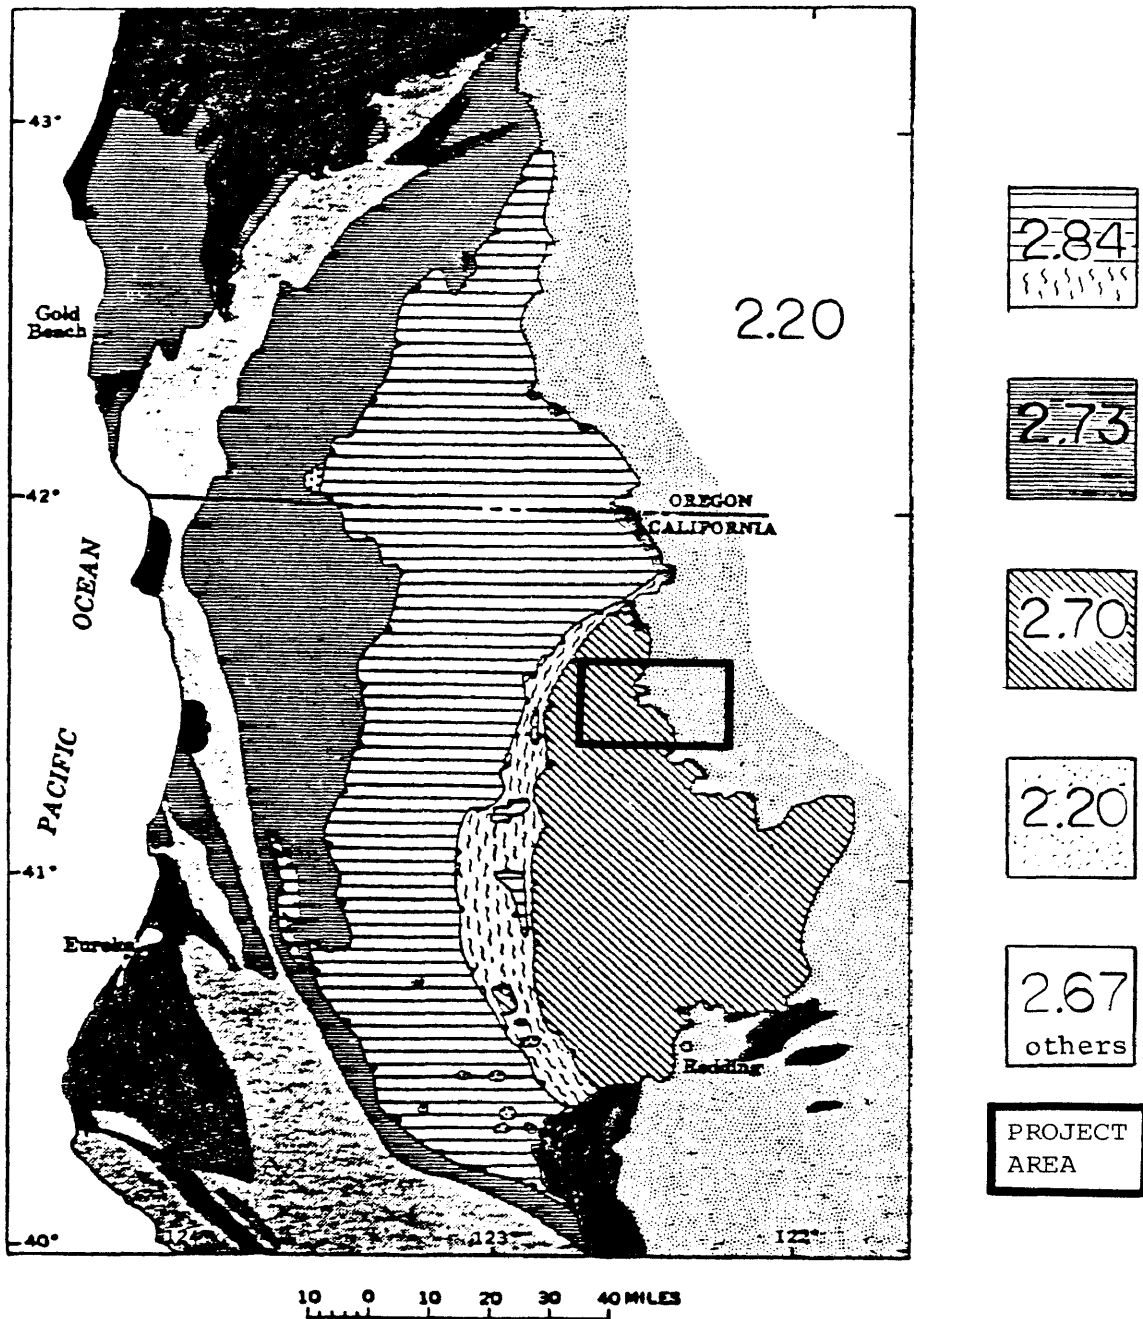 43°
Gold
Beach
2.20
42°
OREGON
CALIFORNIA
PACIFIC OCEAN
41°
Eureka
Redding
40°
124°
123°
122°
10 0 10 20 30 40 MILES
2.84
2.73
2.70
2.20
2.67
others
PROJECT
AREA